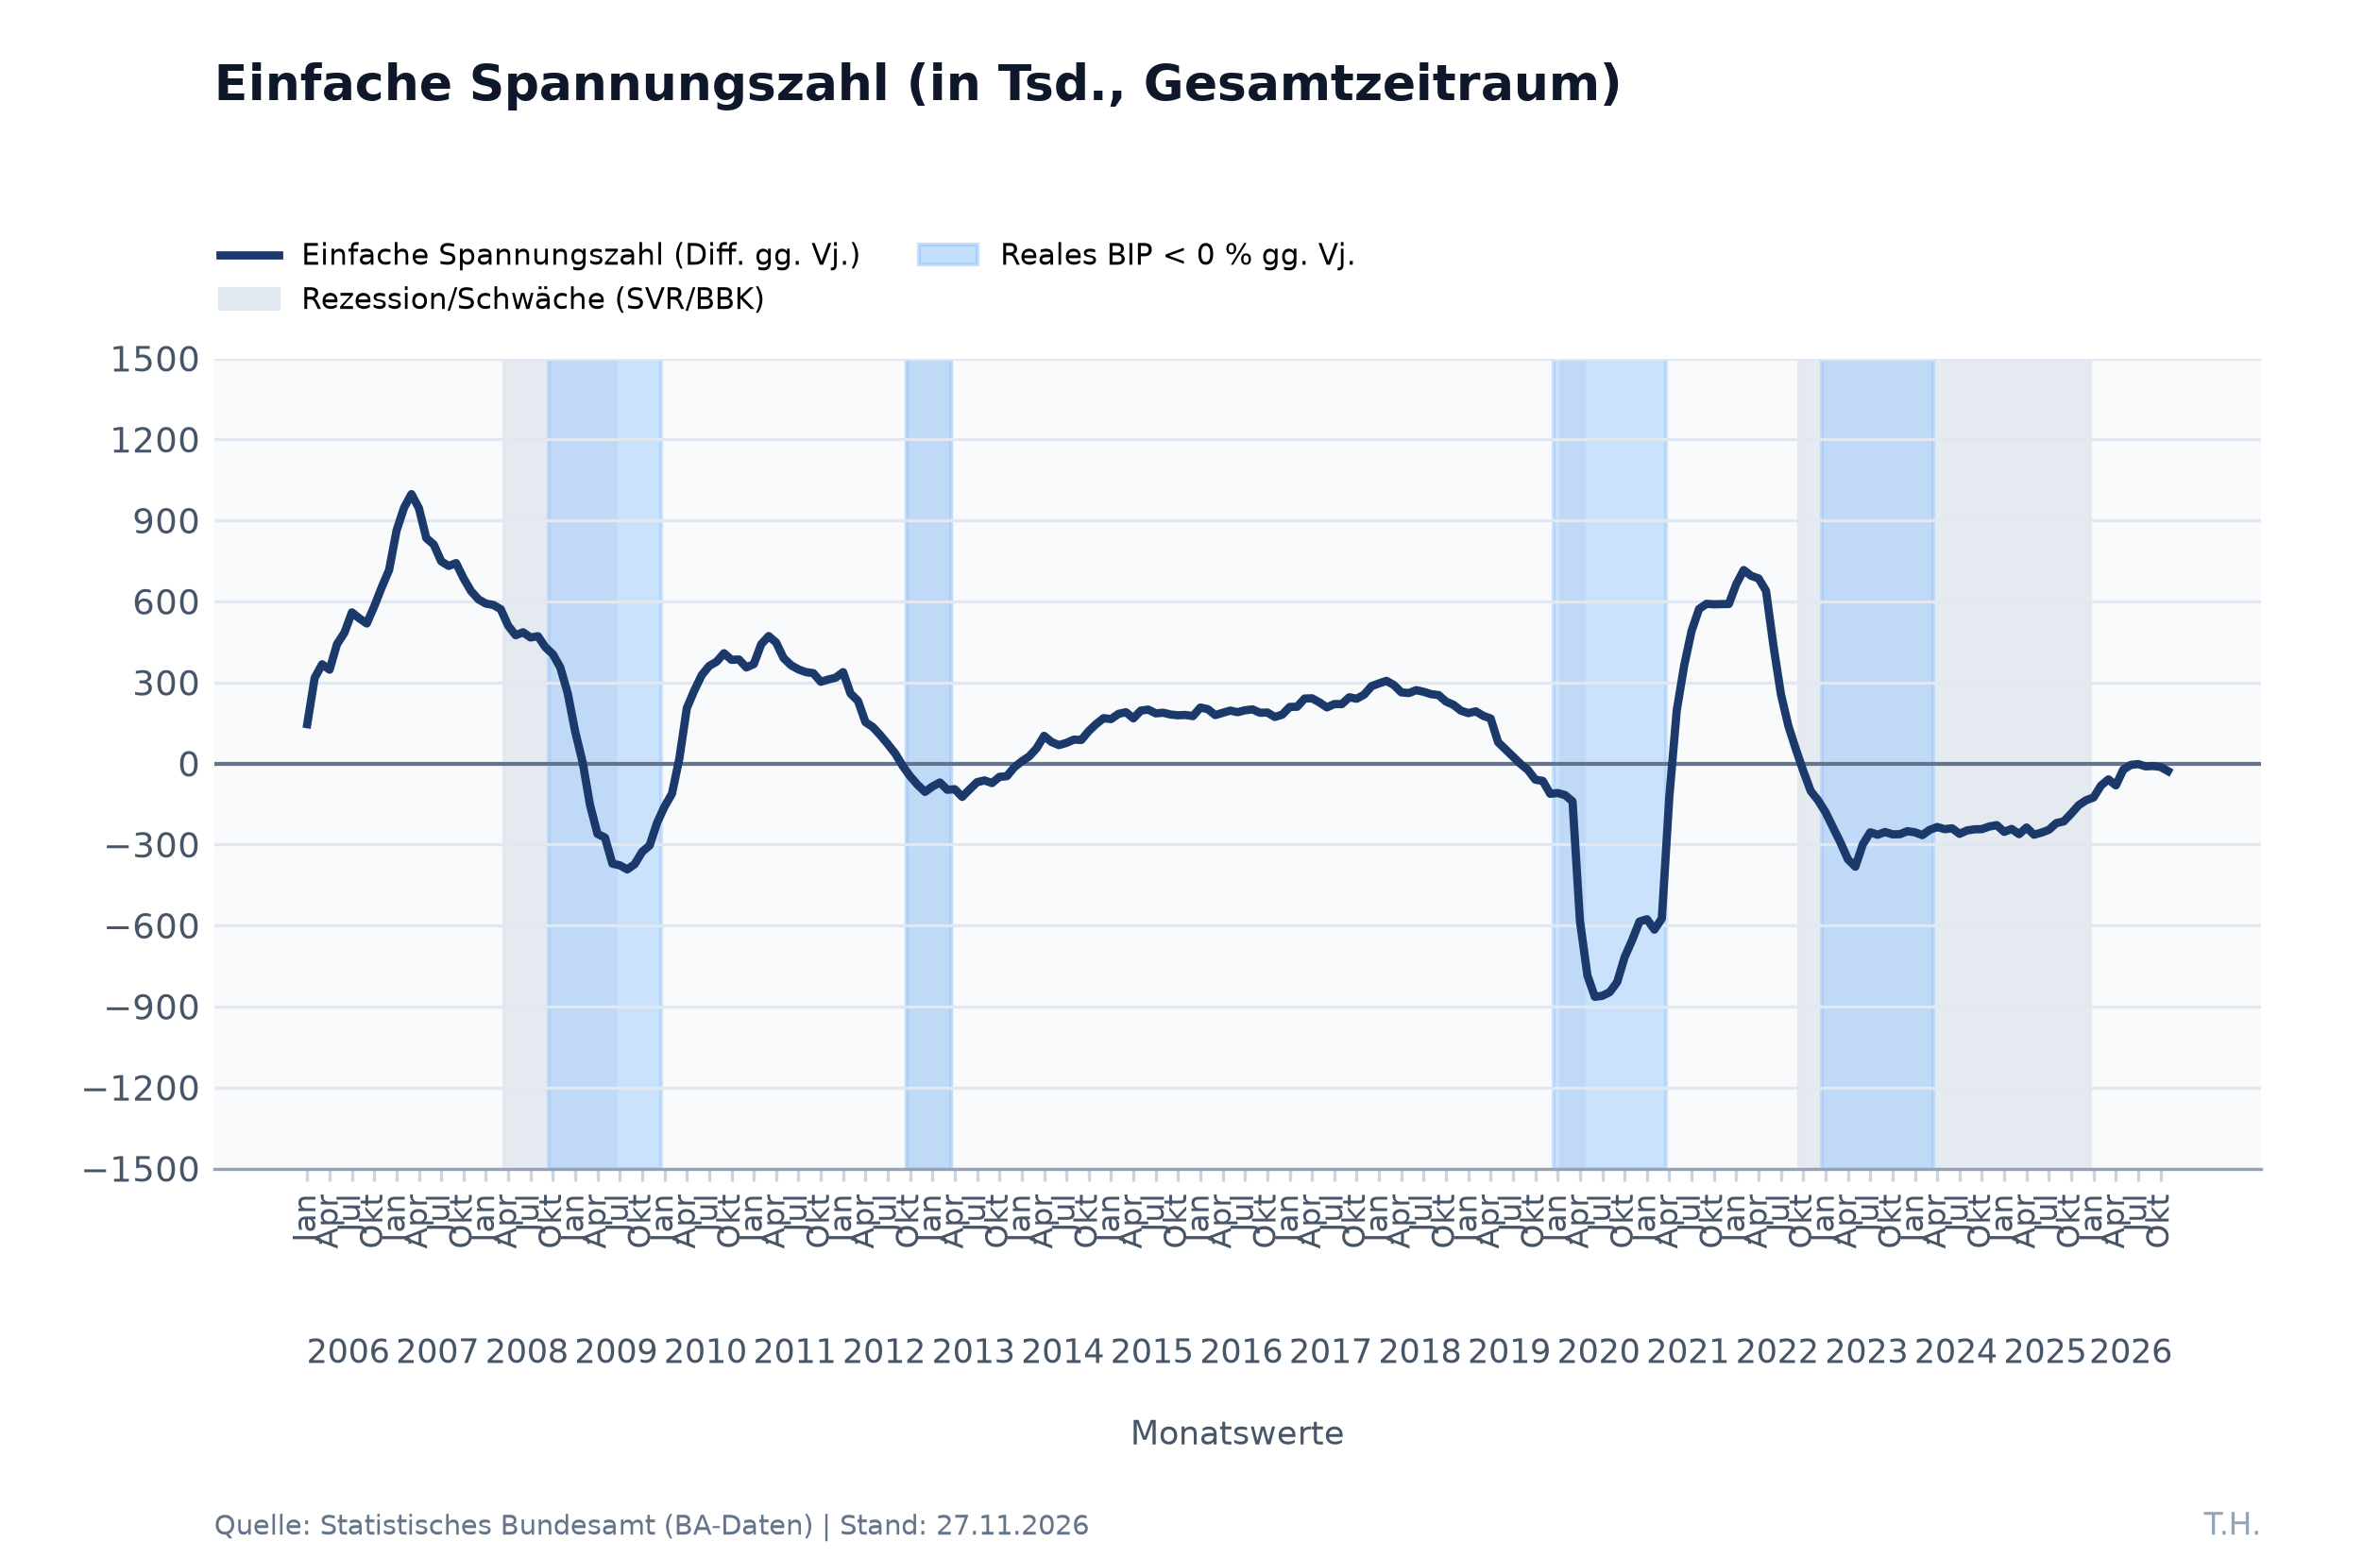 Einfache Spannungszahl (in Tsd., Gesamtzeitraum)
Einfache Spannungszahl (Diff. gg. Vj.) Reales BIP < 0 % gg. Vj.
Rezession/Schwäche (SVR/BBK)
1500
1200
900
600
300
0
−300
−600
−900
−1200
−1500
Jan Apr Jul Okt Jan Apr Jul Okt Jan Apr Jul Okt Jan Apr Jul Okt Jan Apr Jul Okt Jan Apr Jul Okt Jan Apr Jul Okt Jan Apr Jul Okt Jan Apr Jul Okt Jan Apr Jul Okt Jan Apr Jul Okt Jan Apr Jul Okt Jan Apr Jul Okt Jan Apr Jul Okt Jan Apr Jul Okt Jan Apr Jul Okt Jan Apr Jul Okt Jan Apr Jul Okt Jan Apr Jul Okt Jan Apr Jul Okt Jan Apr Jul Okt
2006 2007 2008 2009 2010 2011 2012 2013 2014 2015 2016 2017 2018 2019 2020 2021 2022 2023 2024 2025 2026
Monatswerte
Quelle: Statistisches Bundesamt (BA-Daten) | Stand: 27.11.2026 T.H.